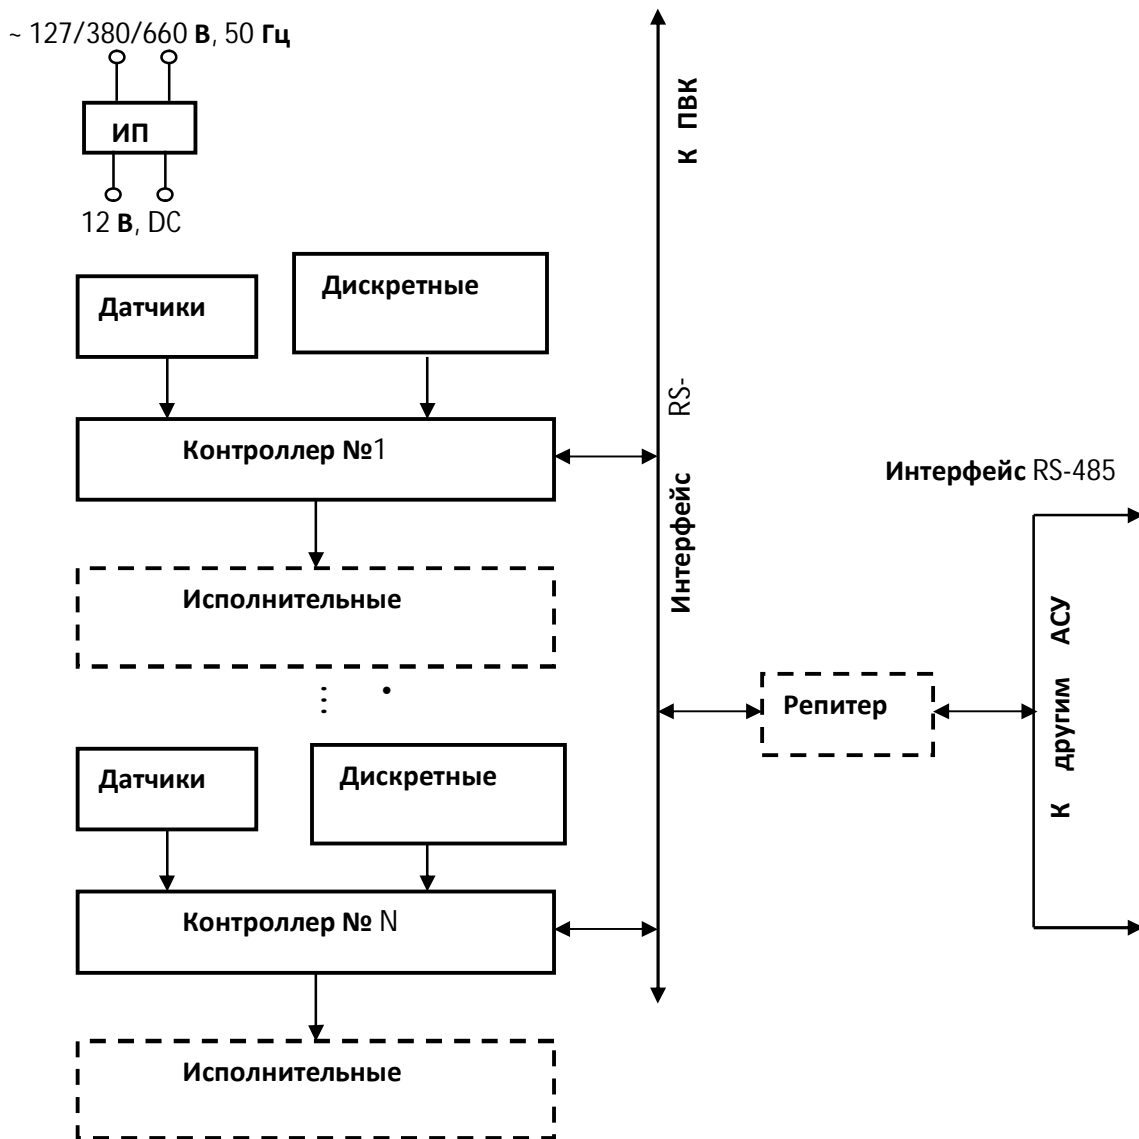 ~ 127/380/660 В, 50 Гц
ИП
12 В, DC
К ПВК
Датчики
Дискретные
Контроллер №1
Интерфейс RS-
Интерфейс RS-485
Исполнительные
Репитер
К другим АСУ
Датчики
Дискретные
Контроллер № N
Исполнительные